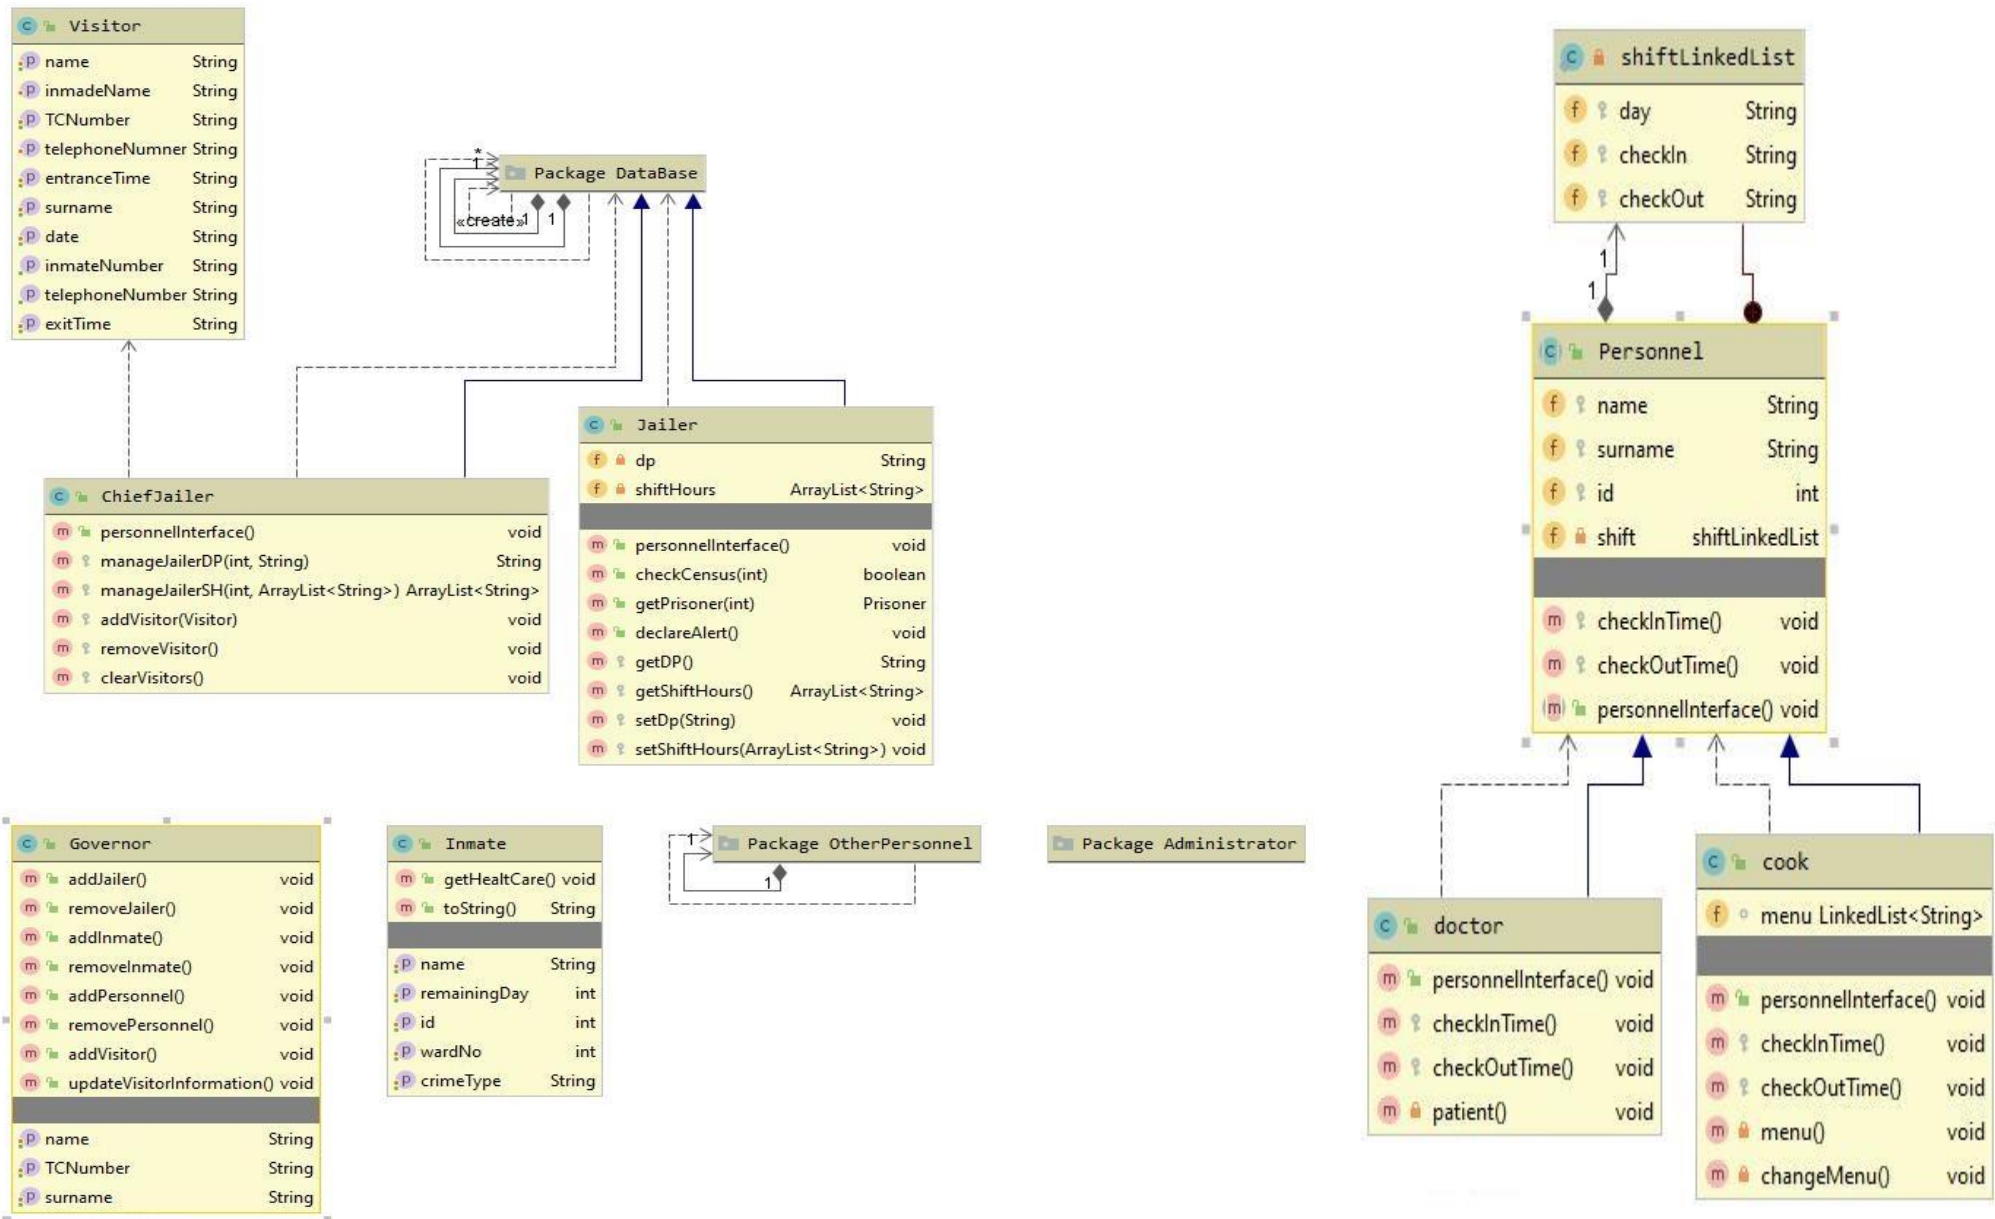 Visitor
name String
inmadeName String
TCNumber String
telephoneNumner String
entranceTime String
surname String
date String
inmateNumber String
telephoneNumber String
exitTime String
*
1
Package DataBase
«create» 1 1
ChiefJailer
personnelInterface() void
manageJailerDP(int, String) String
manageJailerSH(int, ArrayList<String>) ArrayList<String>
addVisitor(Visitor) void
removeVisitor() void
clearVisitors() void
Jailer
dp String
shiftHours ArrayList<String>
personnelInterface() void
checkCensus(int) boolean
getPrisoner(int) Prisoner
declareAlert() void
getDP() String
getShiftHours() ArrayList<String>
setDp(String) void
setShiftHours(ArrayList<String>) void
Governor
addJailer() void
removeJailer() void
addInmate() void
removeInmate() void
addPersonnel() void
removePersonnel() void
addVisitor() void
updateVisitorInformation() void
name String
TCNumber String
surname String
Inmate
getHealtCare() void
toString() String
name String
remainingDay int
id int
wardNo int
crimeType String
1
Package OtherPersonnel
1
Package Administrator
shiftLinkedList
day String
checkIn String
checkOut String
1
1
Personnel
name String
surname String
id int
shift shiftLinkedList
checkInTime() void
checkOutTime() void
personnelInterface() void
doctor
personnelInterface() void
checkInTime() void
checkOutTime() void
patient() void
cook
menu LinkedList<String>
personnelInterface() void
checkInTime() void
checkOutTime() void
menu() void
changeMenu() void